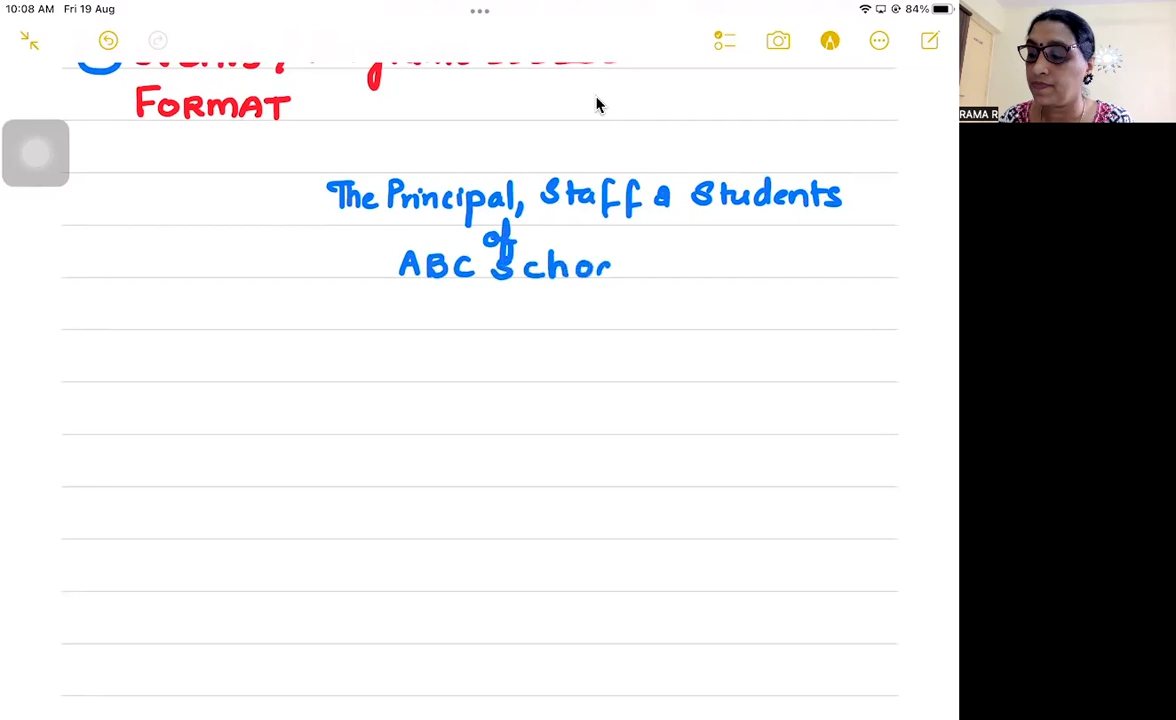 10:08 AM Fri 19 Aug
84%
FORMAT
The Principal, Staff & Students
of
ABC Schor
RAMA R